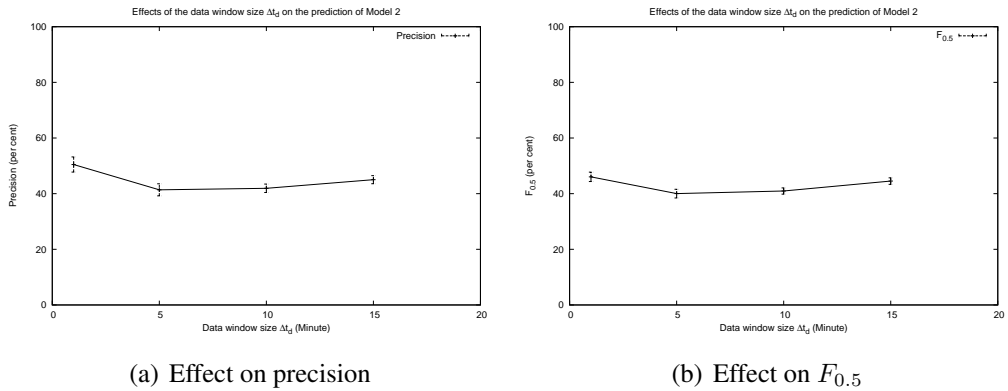 Effects of the data window size Δt_d on the prediction of Model 2
Precision
100
80
60
40
20
0
Precision (per cent)
0 5 10 15 20
Data window size Δt_d (Minute)
(a) Effect on precision
Effects of the data window size Δt_d on the prediction of Model 2
F_0.5
100
80
60
40
20
0
F_0.5 (per cent)
0 5 10 15 20
Data window size Δt_d (Minute)
(b) Effect on F_0.5